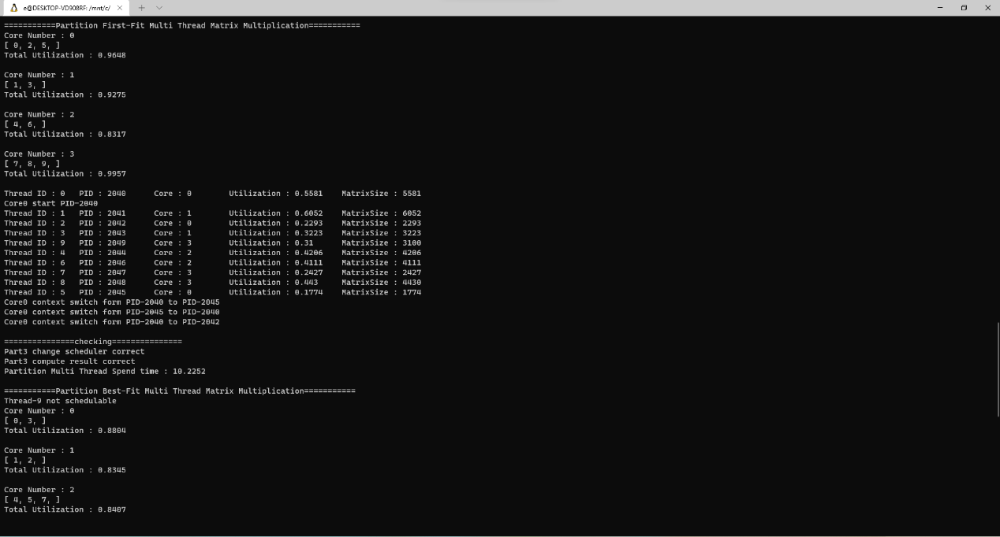 e@DESKTOP-VD908RF: /mnt/c/
===========Partition First-Fit Multi Thread Matrix Multiplication===========
Core Number : 0
[ 0, 2, 5, ]
Total Utilization : 0.9648
Core Number : 1
[ 1, 3, ]
Total Utilization : 0.9275
Core Number : 2
[ 4, 6, ]
Total Utilization : 0.8317
Core Number : 3
[ 7, 8, 9, ]
Total Utilization : 0.9957
Thread ID : 0 PID : 2040 Core : 0 Utilization : 0.5581 MatrixSize : 5581
Core0 start PID-2040
Thread ID : 1 PID : 2041 Core : 1 Utilization : 0.6052 MatrixSize : 6052
Thread ID : 2 PID : 2042 Core : 0 Utilization : 0.2293 MatrixSize : 2293
Thread ID : 3 PID : 2043 Core : 1 Utilization : 0.3223 MatrixSize : 3223
Thread ID : 9 PID : 2049 Core : 3 Utilization : 0.31 MatrixSize : 3100
Thread ID : 4 PID : 2044 Core : 2 Utilization : 0.4206 MatrixSize : 4206
Thread ID : 6 PID : 2046 Core : 2 Utilization : 0.4111 MatrixSize : 4111
Thread ID : 7 PID : 2047 Core : 3 Utilization : 0.2427 MatrixSize : 2427
Thread ID : 8 PID : 2048 Core : 3 Utilization : 0.443 MatrixSize : 4430
Thread ID : 5 PID : 2045 Core : 0 Utilization : 0.1774 MatrixSize : 1774
Core0 context switch form PID-2040 to PID-2045
Core0 context switch form PID-2045 to PID-2040
Core0 context switch form PID-2040 to PID-2042
===============checking===============
Part3 change scheduler correct
Part3 compute result correct
Partition Multi Thread Spend time : 10.2252
===========Partition Best-Fit Multi Thread Matrix Multiplication===========
Thread-9 not schedulable
Core Number : 0
[ 0, 3, ]
Total Utilization : 0.8804
Core Number : 1
[ 1, 2, ]
Total Utilization : 0.8345
Core Number : 2
[ 4, 5, 7, ]
Total Utilization : 0.8407